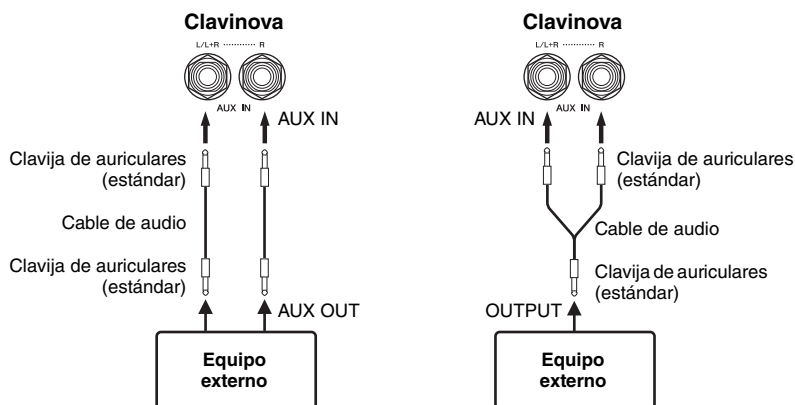 Clavinova
L/L+R ·········· R
AUX IN
AUX IN
Clavija de auriculares
(estándar)
Cable de audio
Clavija de auriculares
(estándar)
AUX OUT
Equipo
externo
Clavinova
L/L+R ·········· R
AUX IN
AUX IN
Clavija de auriculares
(estándar)
Cable de audio
Clavija de auriculares
(estándar)
OUTPUT
Equipo
externo